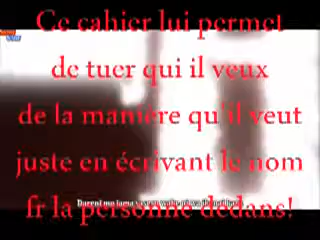 Ce cahier lui permet
de tuer qui il veux
de la manière qu'il veut
juste en écrivant le nom
fr la personne dedans!